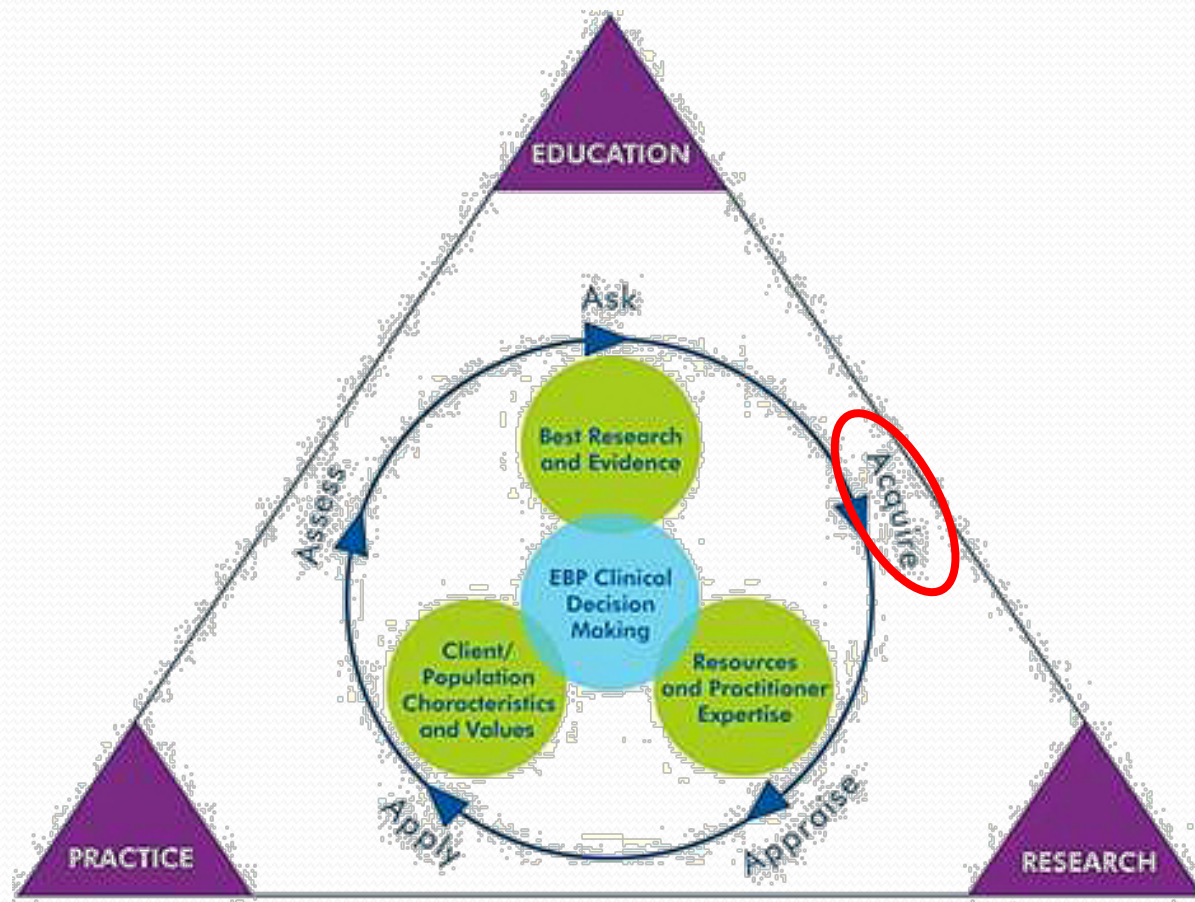 EDUCATION
Ask
Best Research
and Evidence
Acquire
Assess
EBP Clinical
Decision
Making
Client/
Population
Characteristics
and Values
Resources
and Practitioner
Expertise
Apply
Appraise
PRACTICE
RESEARCH